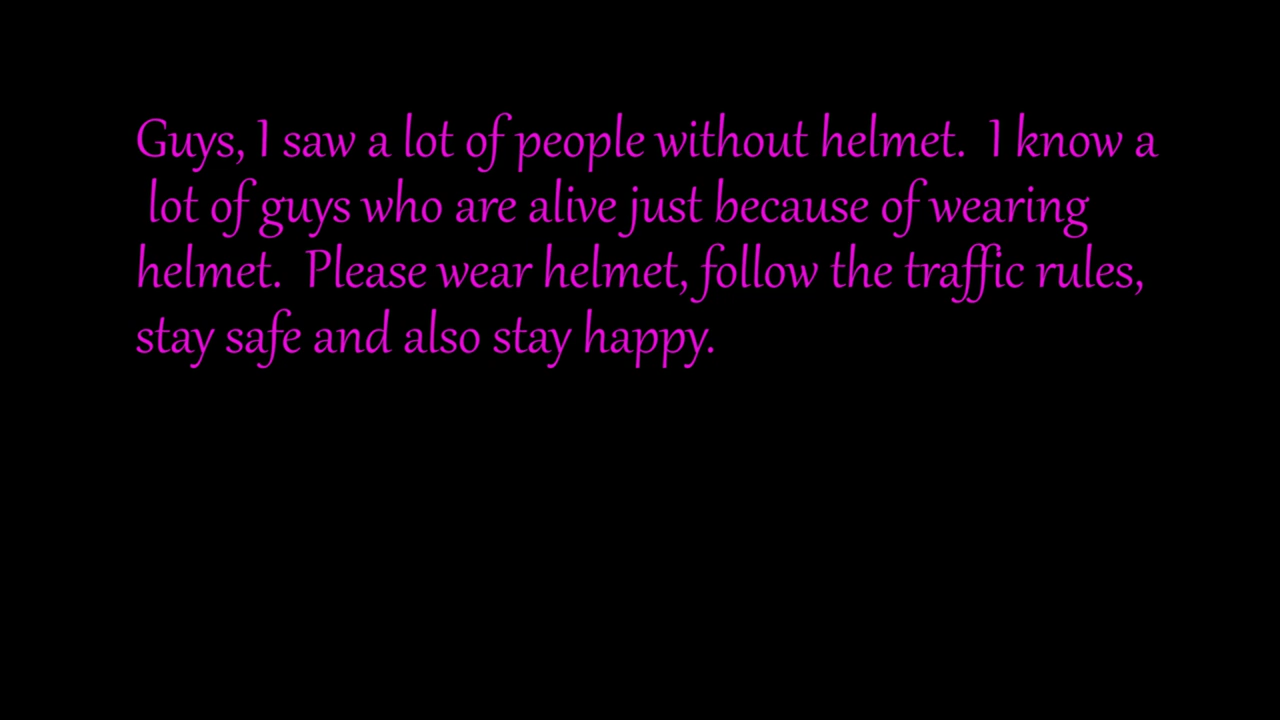 Guys, I saw a lot of people without helmet.  I know a
lot of guys who are alive just because of wearing
helmet.  Please wear helmet, follow the traffic rules,
stay safe and also stay happy.